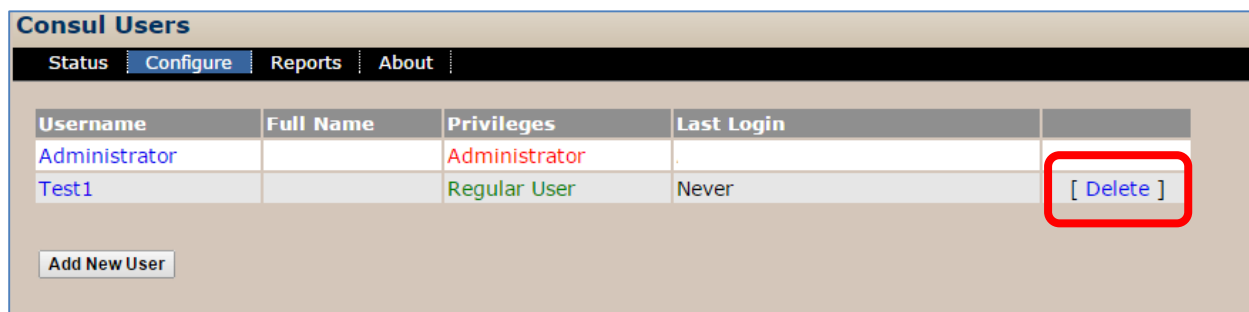 Consul Users
Status Configure Reports About
Username Full Name Privileges Last Login
Administrator Administrator
Test1 Regular User Never [ Delete ]
Add New User